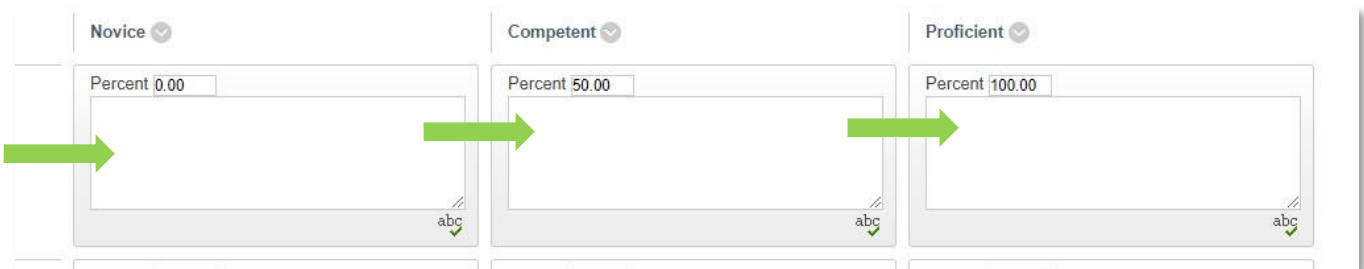 Novice Competent Proficient
Percent 0.00 Percent 50.00 Percent 100.00
abc abc abc